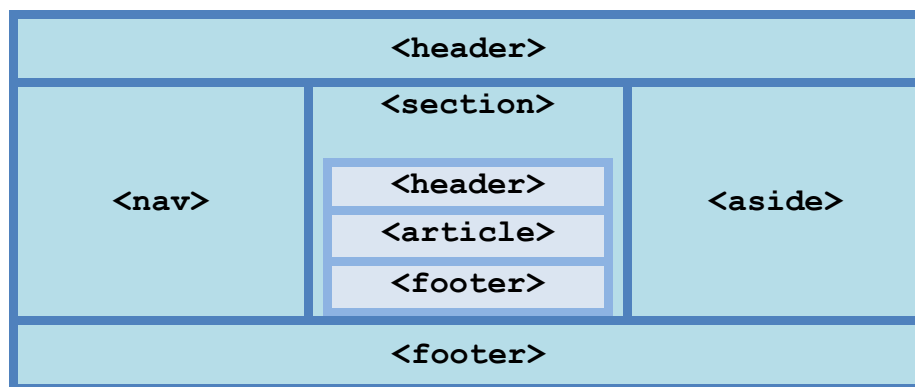 <header>
<nav>
<section>
<header>
<article>
<footer>
<aside>
<footer>